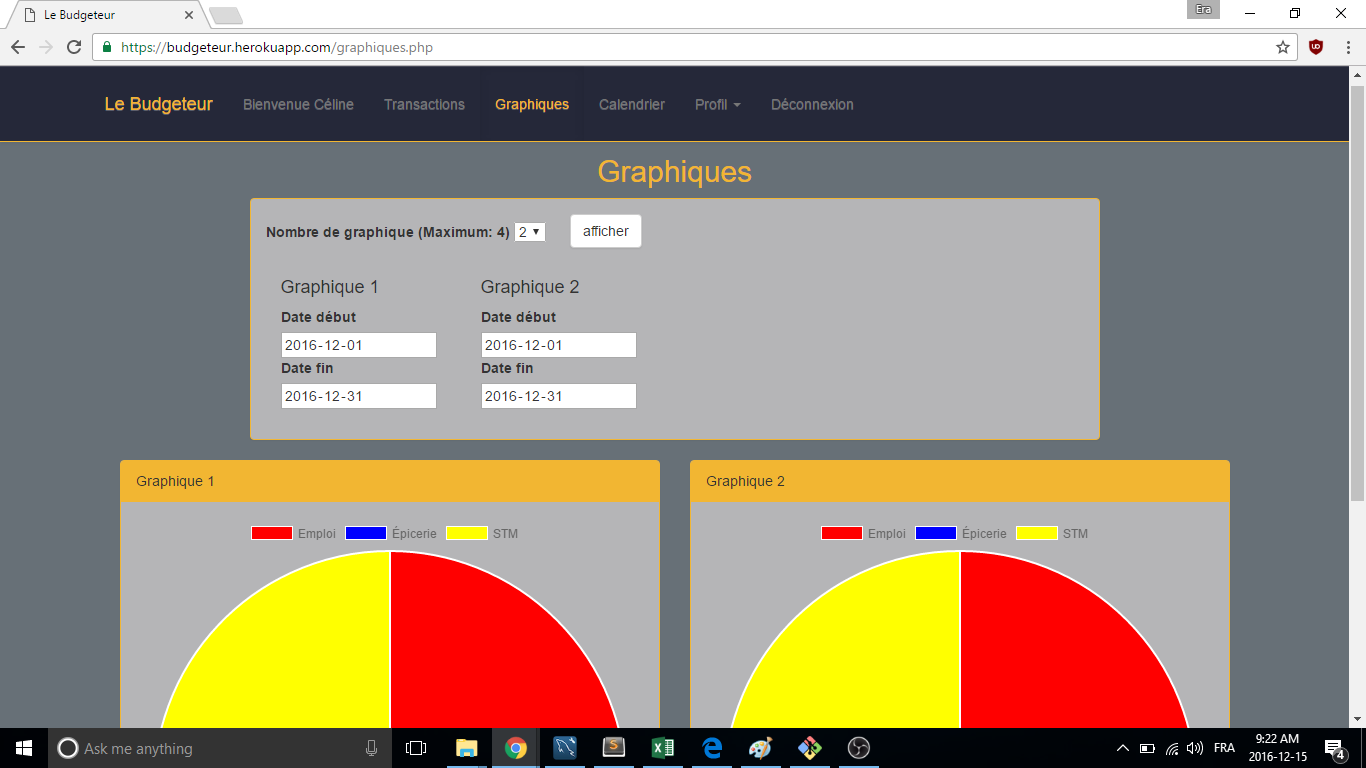 Le Budgeteur
Era
https://budgeteur.herokuapp.com/graphiques.php
Le Budgeteur Bienvenue Céline Transactions Graphiques Calendrier Profil Déconnexion
Graphiques
Nombre de graphique (Maximum: 4) 2 afficher
Graphique 1 Graphique 2
Date début Date début
2016-12-01 2016-12-01
Date fin Date fin
2016-12-31 2016-12-31
Graphique 1
Emploi Épicerie STM
Graphique 2
Emploi Épicerie STM
Ask me anything
FRA
9:22 AM
2016-12-15
4